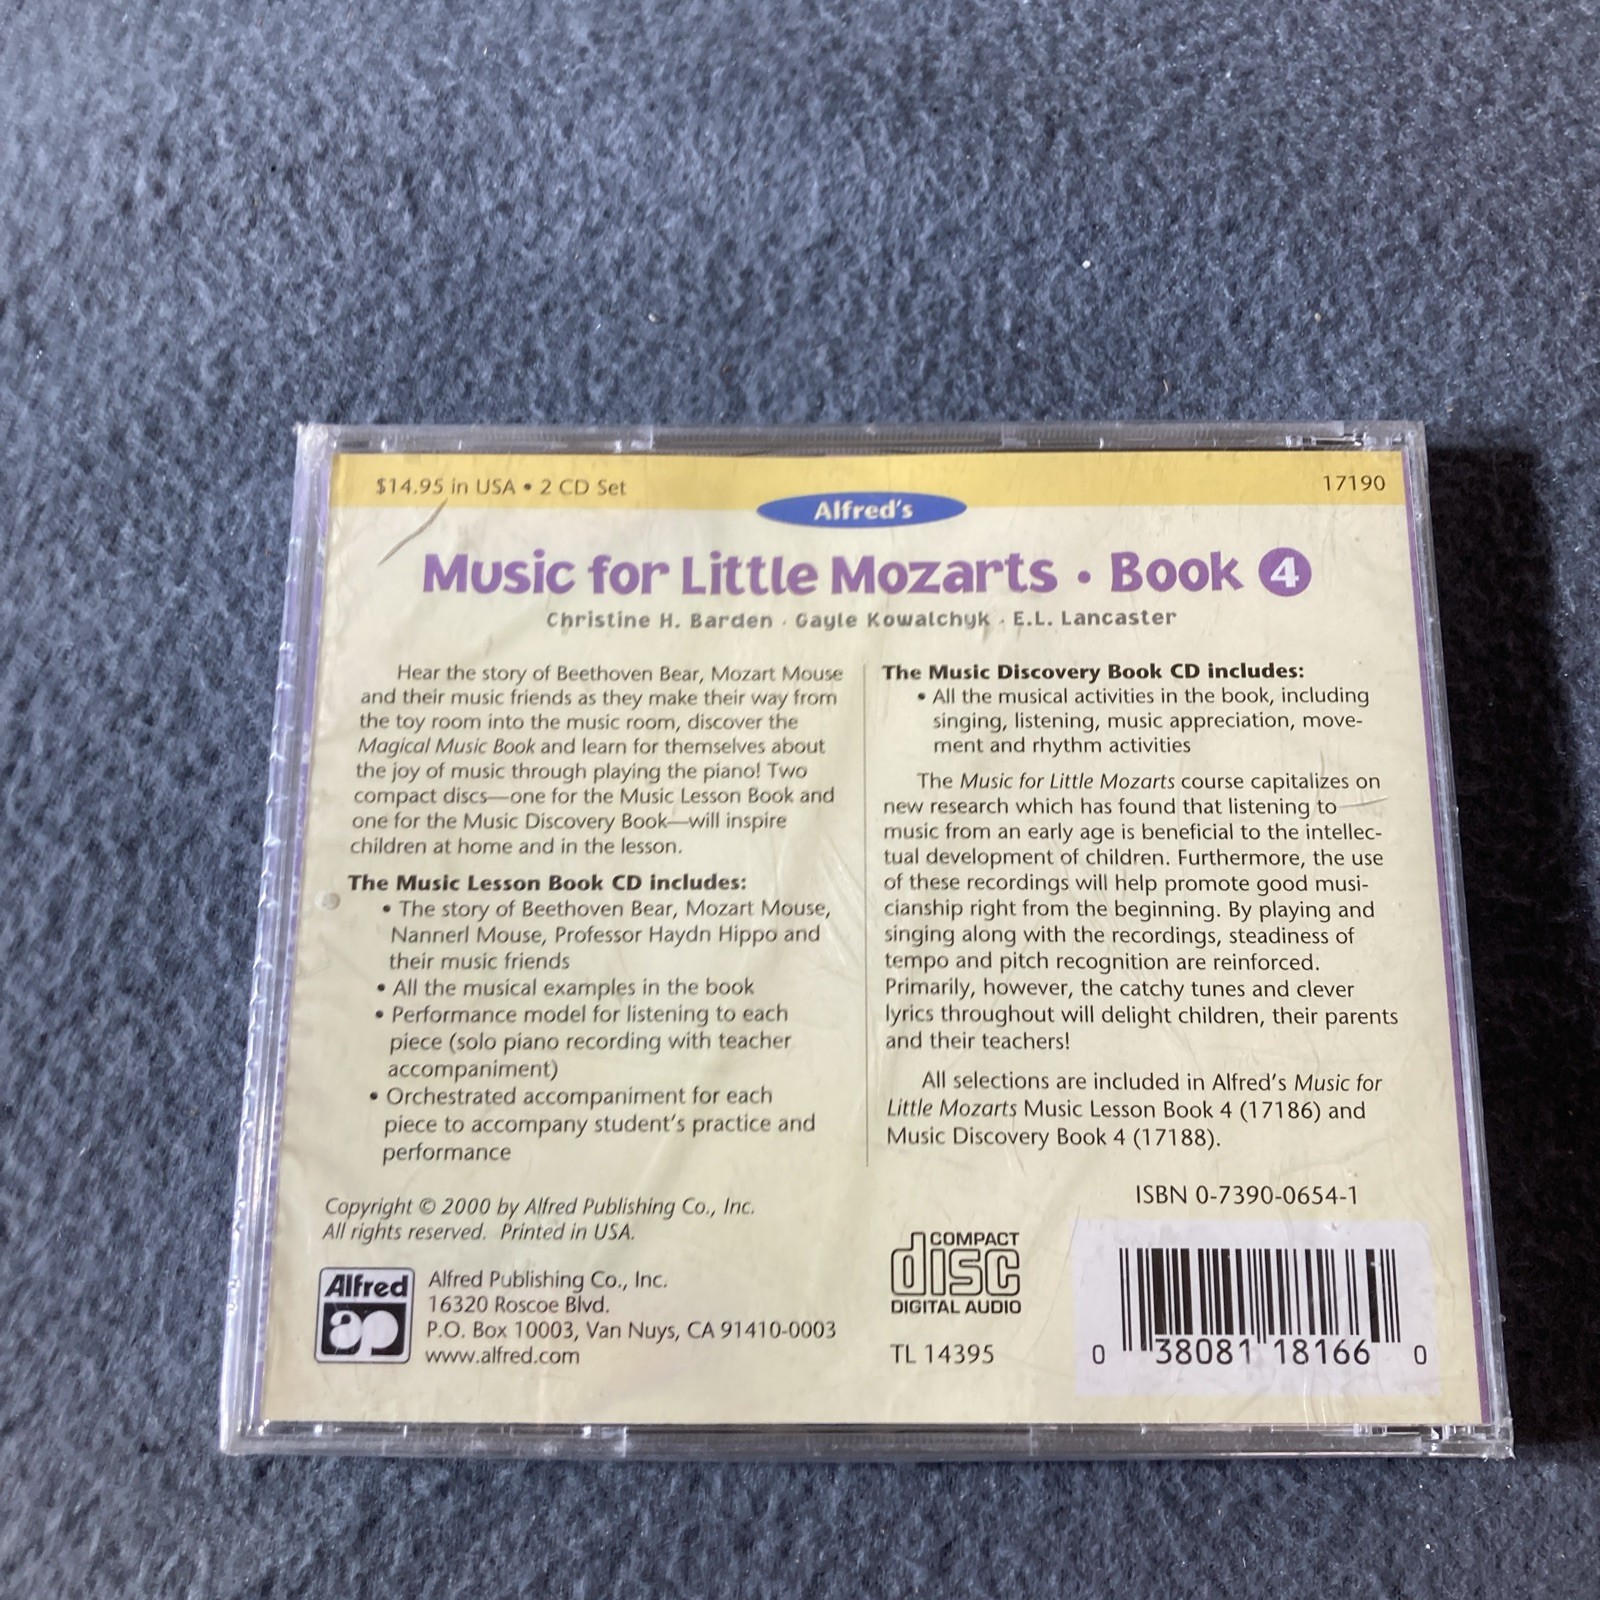 $14.95 in USA • 2 CD Set
17190
Alfred's
Music for Little Mozarts • Book 4
Christine H. Barden • Gayle Kowalchyk • E.L. Lancaster
Hear the story of Beethoven Bear, Mozart Mouse
and their music friends as they make their way from
the toy room into the music room, discover the
Magical Music Book and learn for themselves about
the joy of music through playing the piano! Two
compact discs—one for the Music Lesson Book and
one for the Music Discovery Book—will inspire
children at home and in the lesson.
The Music Lesson Book CD includes:
• The story of Beethoven Bear, Mozart Mouse,
Nannerl Mouse, Professor Haydn Hippo and
their music friends
• All the musical examples in the book
• Performance model for listening to each
piece (solo piano recording with teacher
accompaniment)
• Orchestrated accompaniment for each
piece to accompany student's practice and
performance
The Music Discovery Book CD includes:
• All the musical activities in the book, including
singing, listening, music appreciation, move-
ment and rhythm activities
The Music for Little Mozarts course capitalizes on
new research which has found that listening to
music from an early age is beneficial to the intellec-
tual development of children. Furthermore, the use
of these recordings will help promote good musi-
cianship right from the beginning. By playing and
singing along with the recordings, steadiness of
tempo and pitch recognition are reinforced.
Primarily, however, the catchy tunes and clever
lyrics throughout will delight children, their parents
and their teachers!
All selections are included in Alfred's Music for
Little Mozarts Music Lesson Book 4 (17186) and
Music Discovery Book 4 (17188).
Copyright © 2000 by Alfred Publishing Co., Inc.
All rights reserved. Printed in USA.
Alfred
Alfred Publishing Co., Inc.
16320 Roscoe Blvd.
P.O. Box 10003, Van Nuys, CA 91410-0003
www.alfred.com
COMPACT
disc
DIGITAL AUDIO
TL 14395
ISBN 0-7390-0654-1
0 38081 18166 0